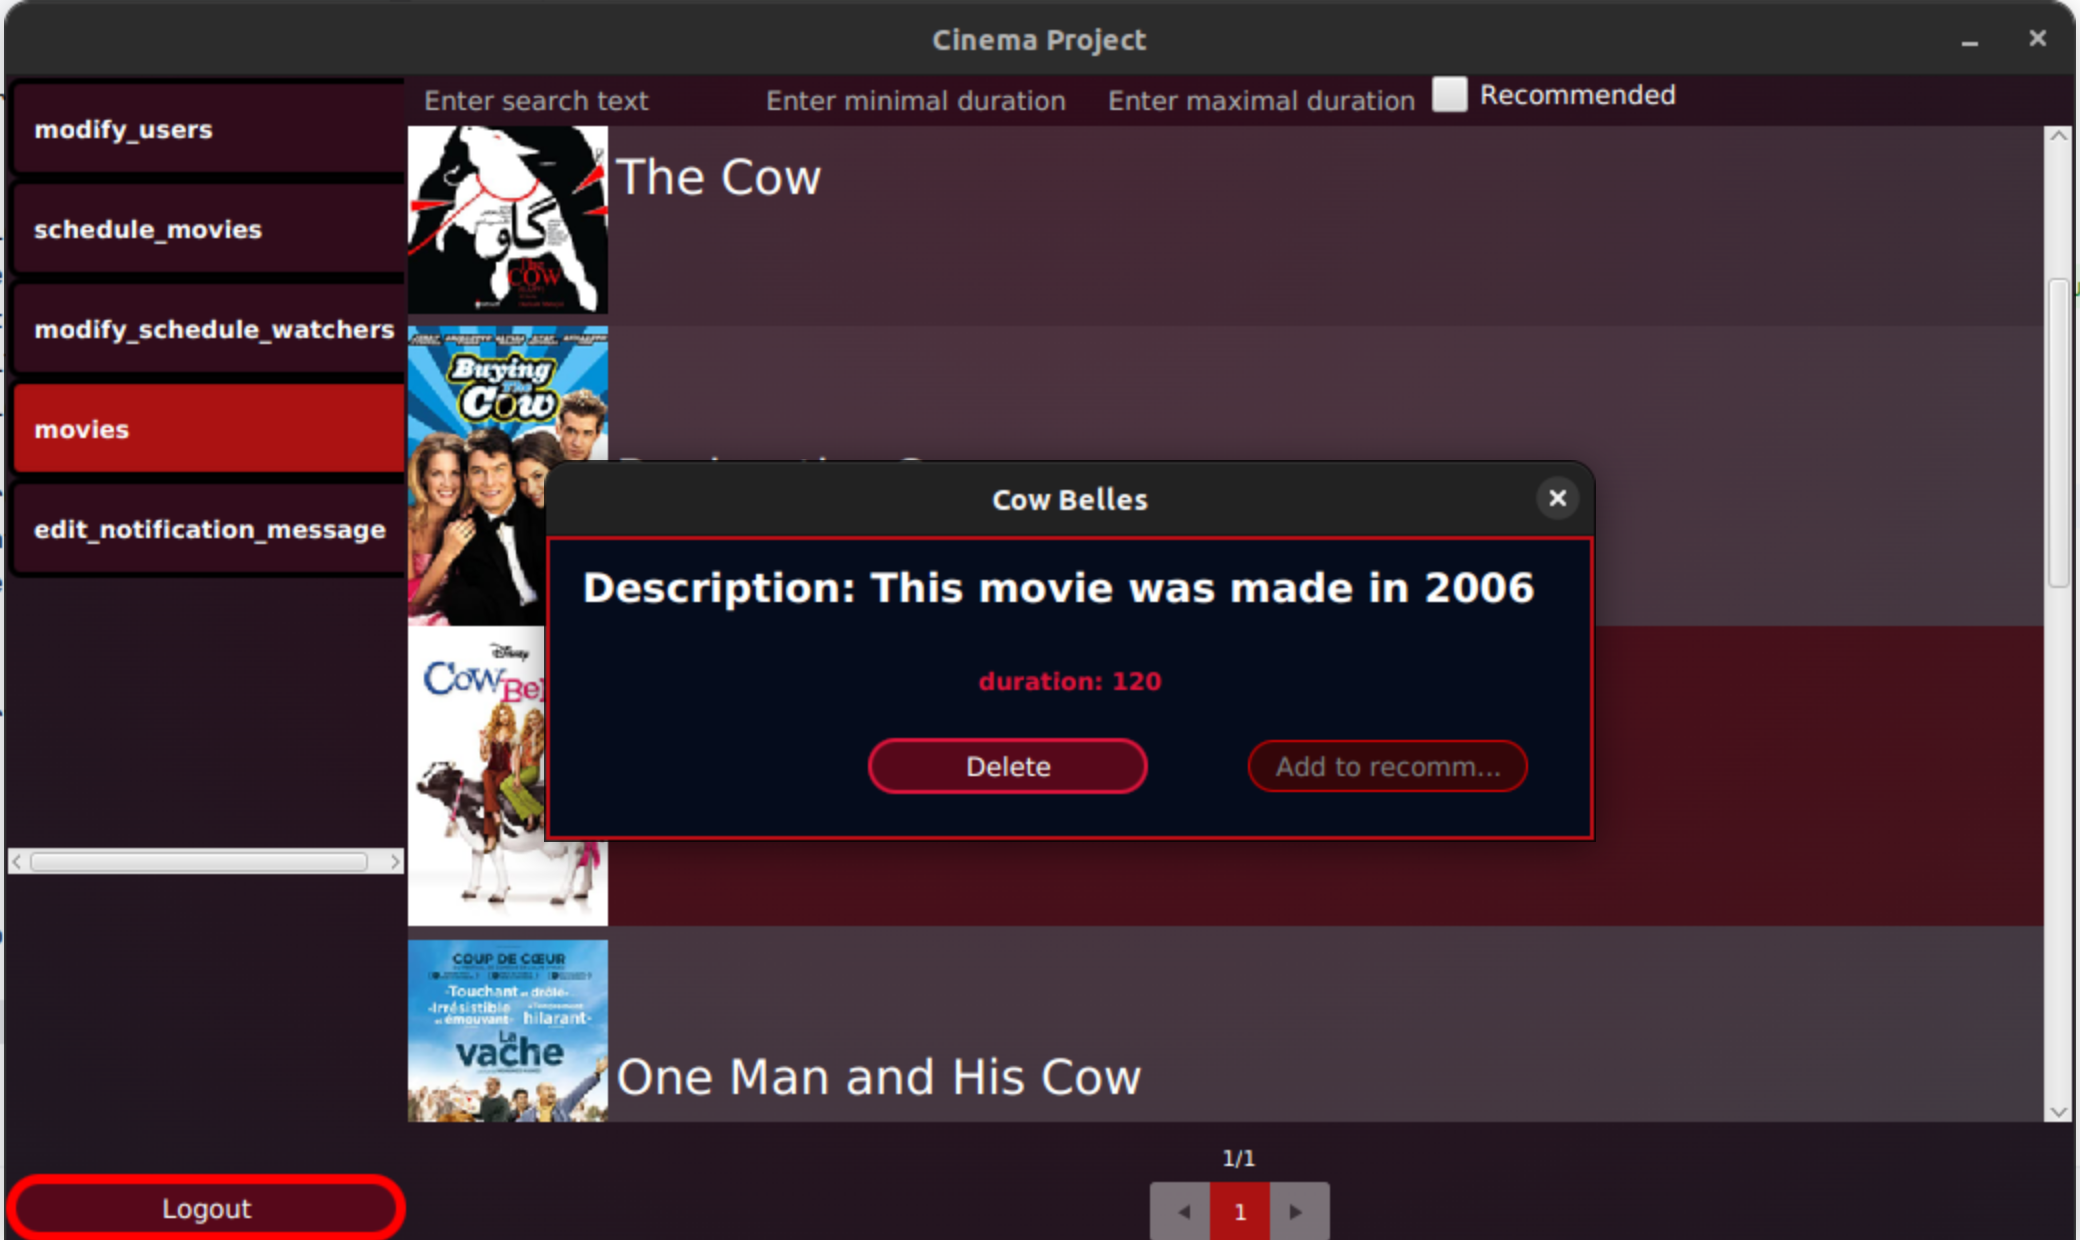 Cinema Project
modify_users
schedule_movies
modify_schedule_watchers
movies
edit_notification_message
Logout
Enter search text
Enter minimal duration
Enter maximal duration
Recommended
گاو
The
COW
The Cow
Buying
The
Cow
Cow Belles
Description: This movie was made in 2006
duration: 120
Delete
Add to recomm...
Disney
Cow
Bel
COUP DE CŒUR
-Touchant et drôle-
-Irrésistible
et émouvant-
hilarant-
La
vache
One Man and His Cow
1/1
1